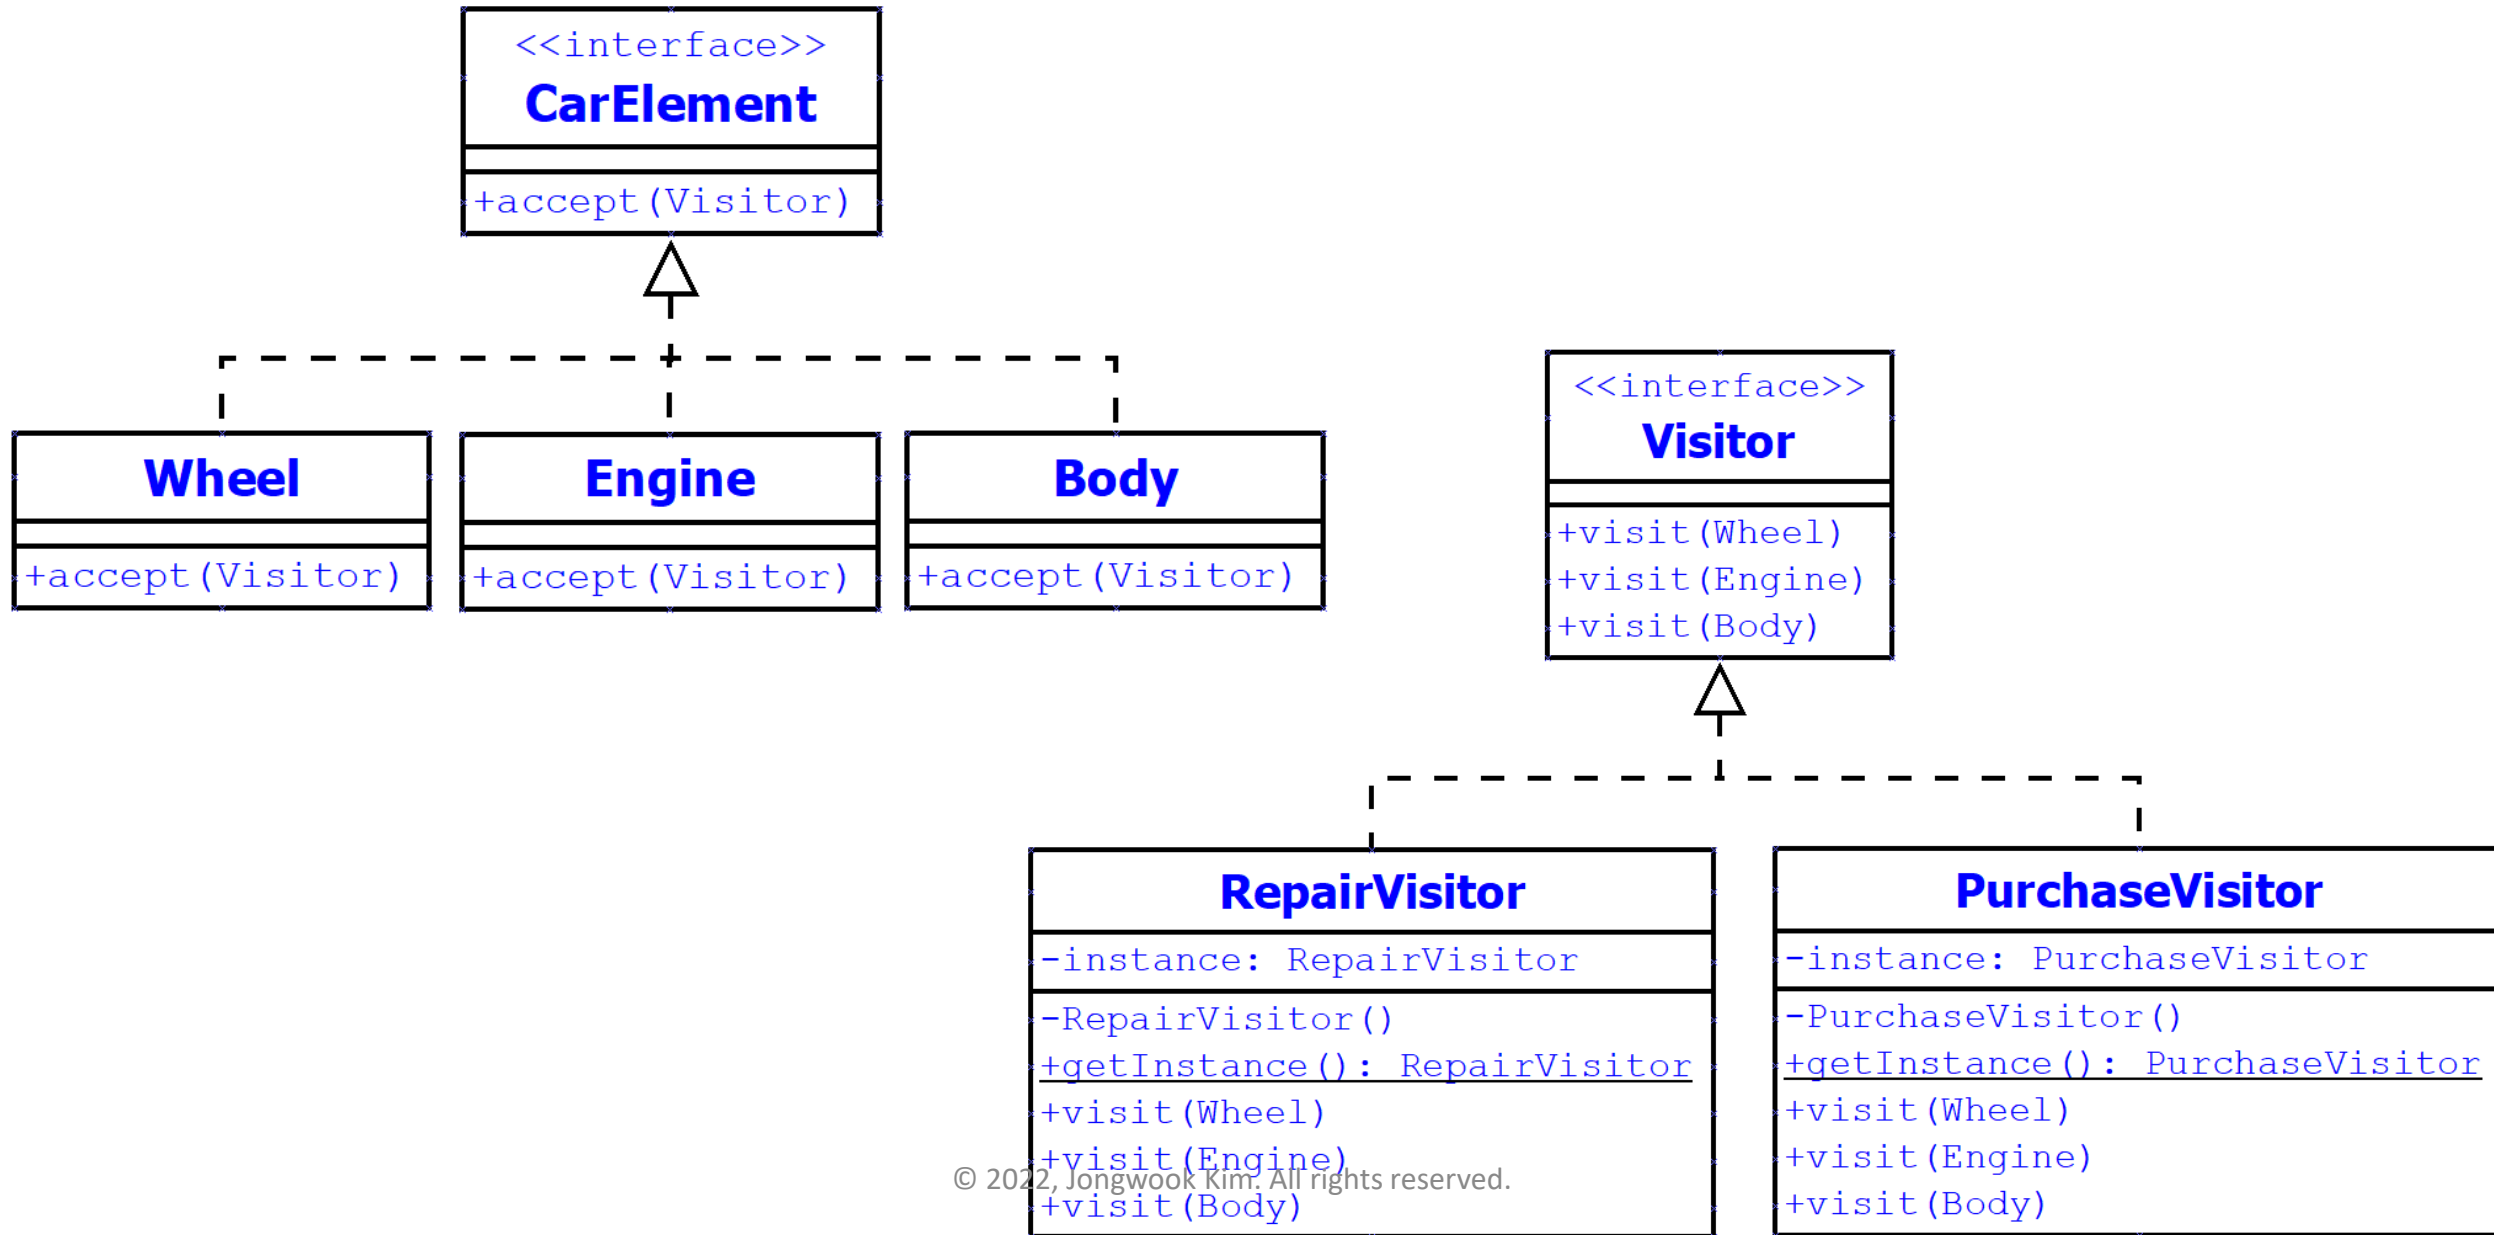 <<interface>>
CarElement
+accept(Visitor)
Wheel
+accept(Visitor)
Engine
+accept(Visitor)
Body
+accept(Visitor)
<<interface>>
Visitor
+visit(Wheel)
+visit(Engine)
+visit(Body)
RepairVisitor
-instance: RepairVisitor
-RepairVisitor()
+getInstance(): RepairVisitor
+visit(Wheel)
+visit(Engine)
+visit(Body)
PurchaseVisitor
-instance: PurchaseVisitor
-PurchaseVisitor()
+getInstance(): PurchaseVisitor
+visit(Wheel)
+visit(Engine)
+visit(Body)
© 2022, Jongwook Kim. All rights reserved.